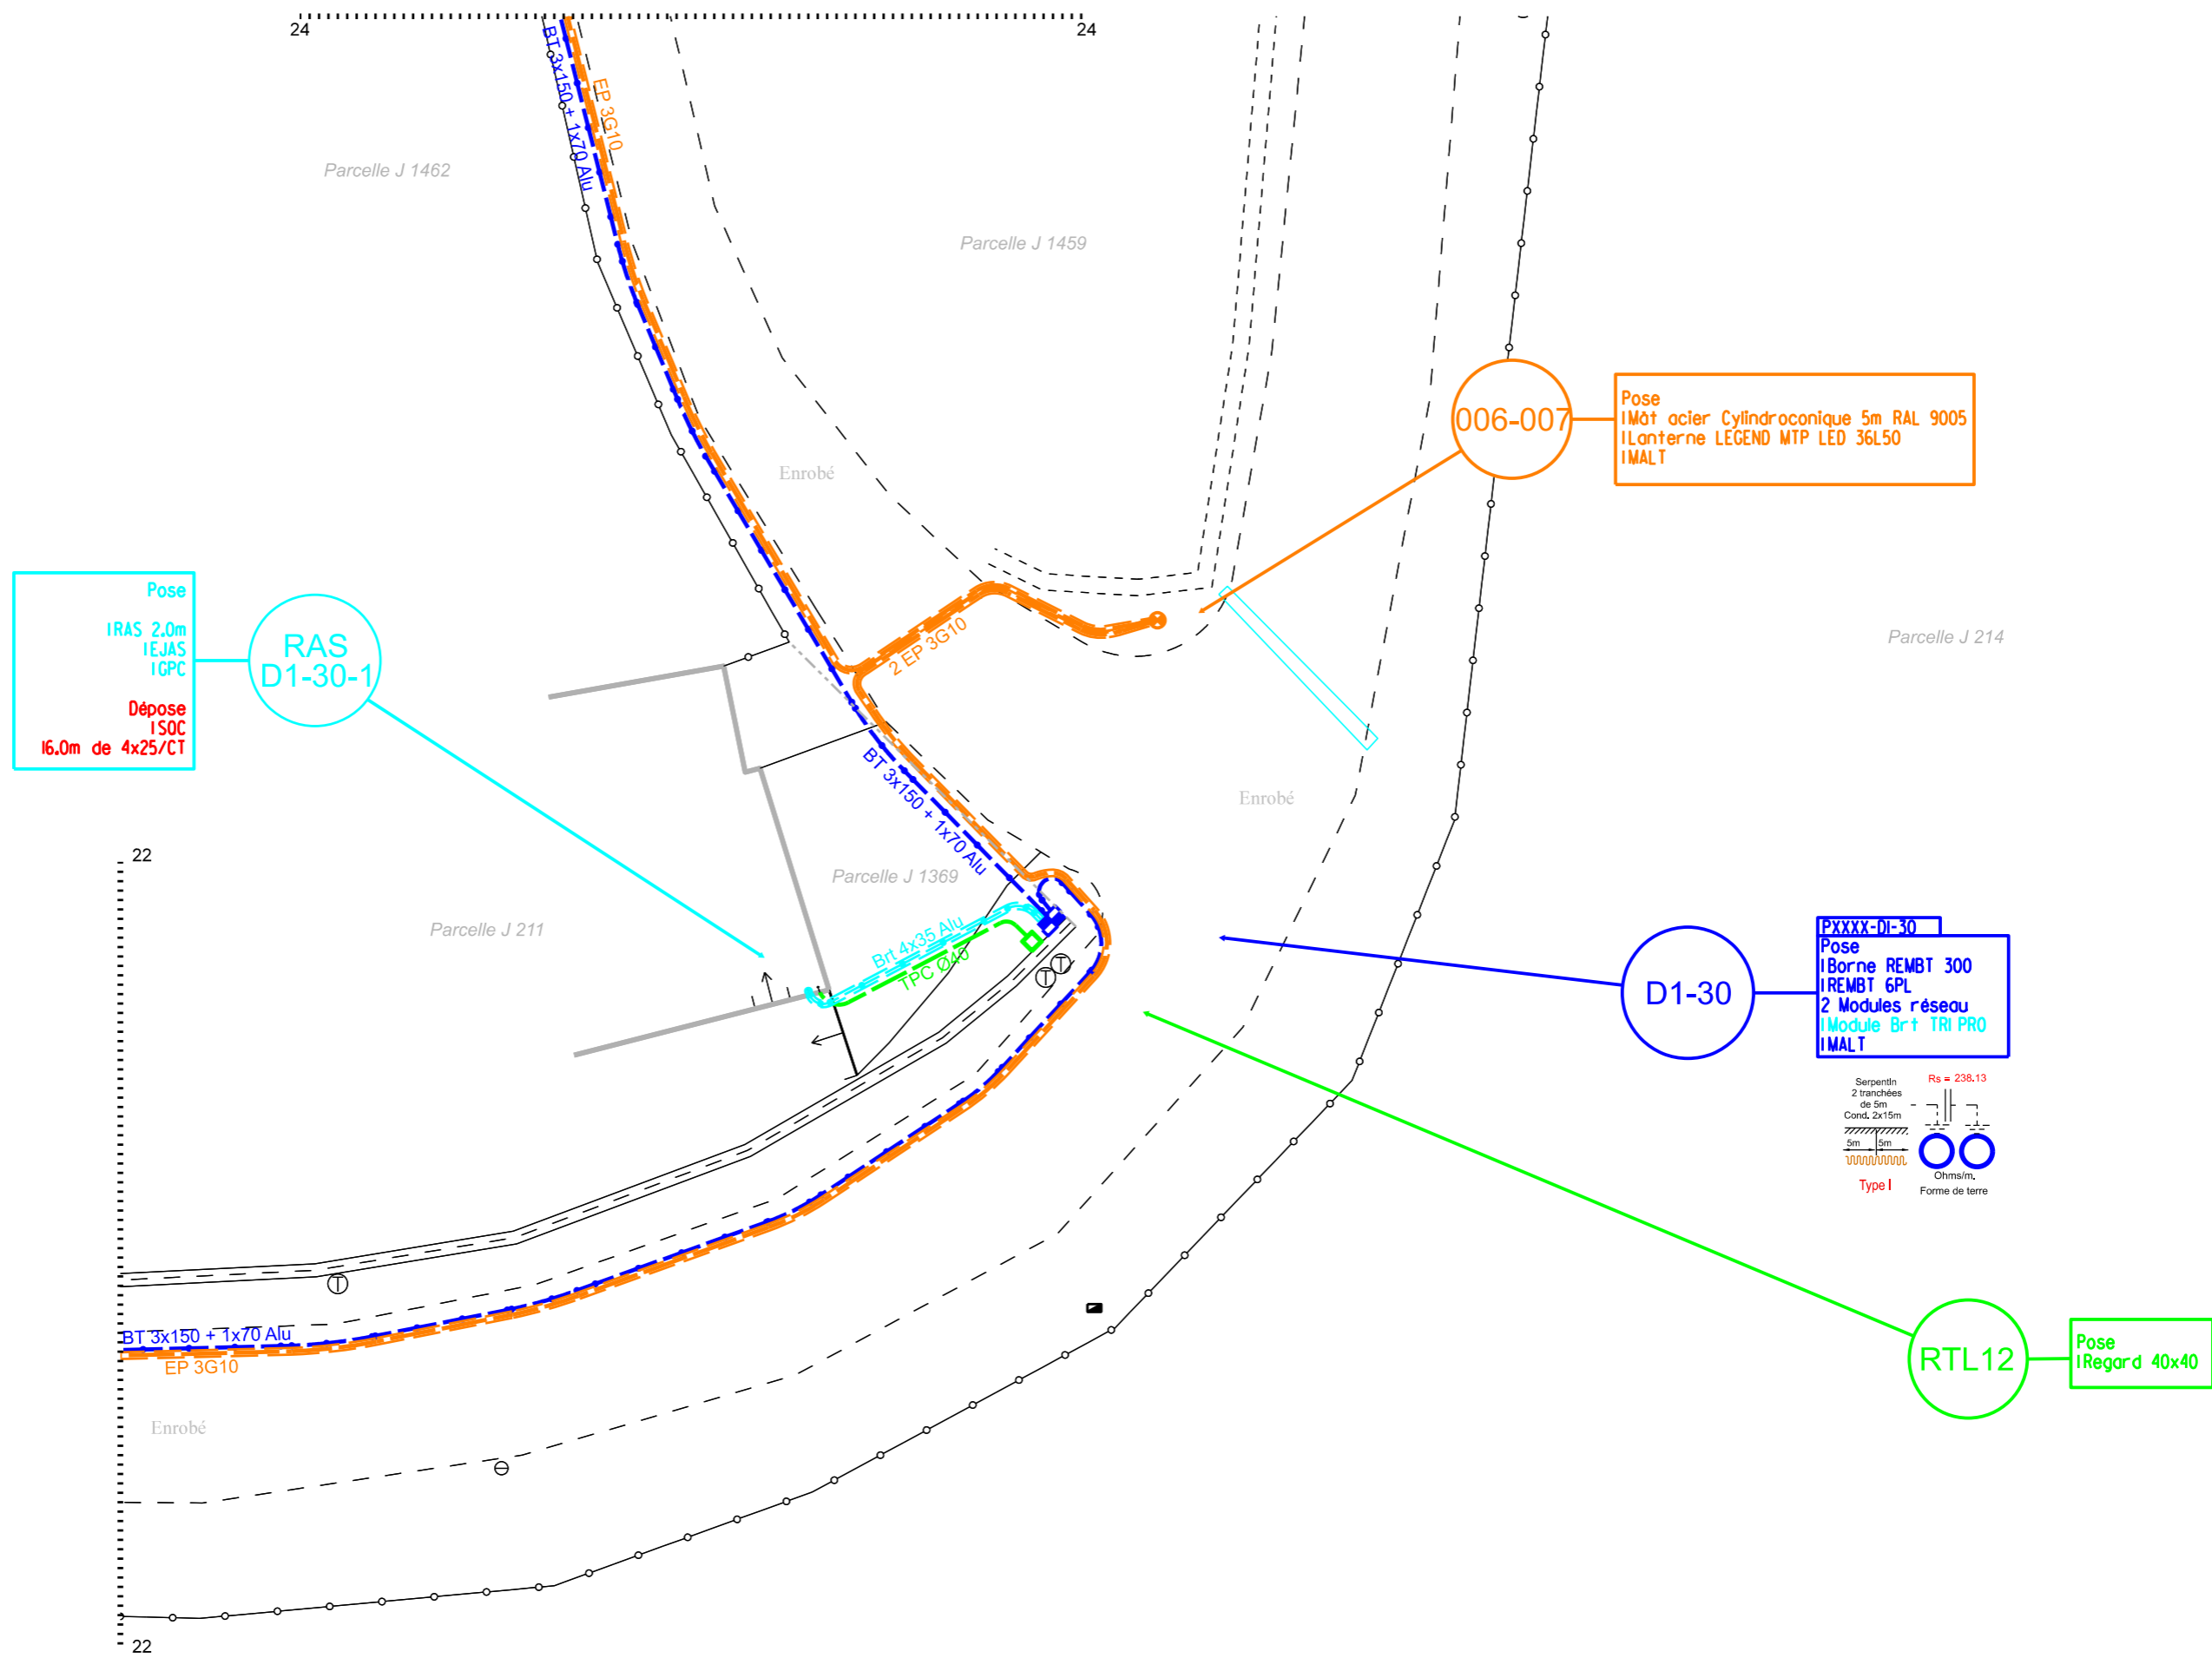 24
24
BT 3x150 + 1x70 Alu
EP 3G10
Parcelle J 1462
Parcelle J 1459
006-007
Pose
1Mât acier Cylindroconique 5m RAL 9005
1Lanterne LEGEND MTP LED 36L50
1MALT
Enrobé
Pose
1RAS 2.0m
1EJAS
1GPC
Dépose
1SOC
16.0m de 4x25/CT
RAS
D1-30-1
2 EP 3G10
Parcelle J 214
BT 3x150 + 1x70 Alu
Enrobé
22
Parcelle J 1369
Parcelle J 211
Brt 4x35 Alu
TPC Ø40
T
T
D1-30
PXXXX-D1-30
Pose
1Borne REMBT 300
1REMBT 6PL
2 Modules réseau
1Module Brt TRI PRO
1MALT
Serpentin
2 tranchées
de 5m
Cond. 2x15m
Rs = 238.13
5m
5m
Ohms/m.
Type I
Forme de terre
T
BT 3x150 + 1x70 Alu
EP 3G10
RTL12
Pose
1Regard 40x40
Enrobé
22